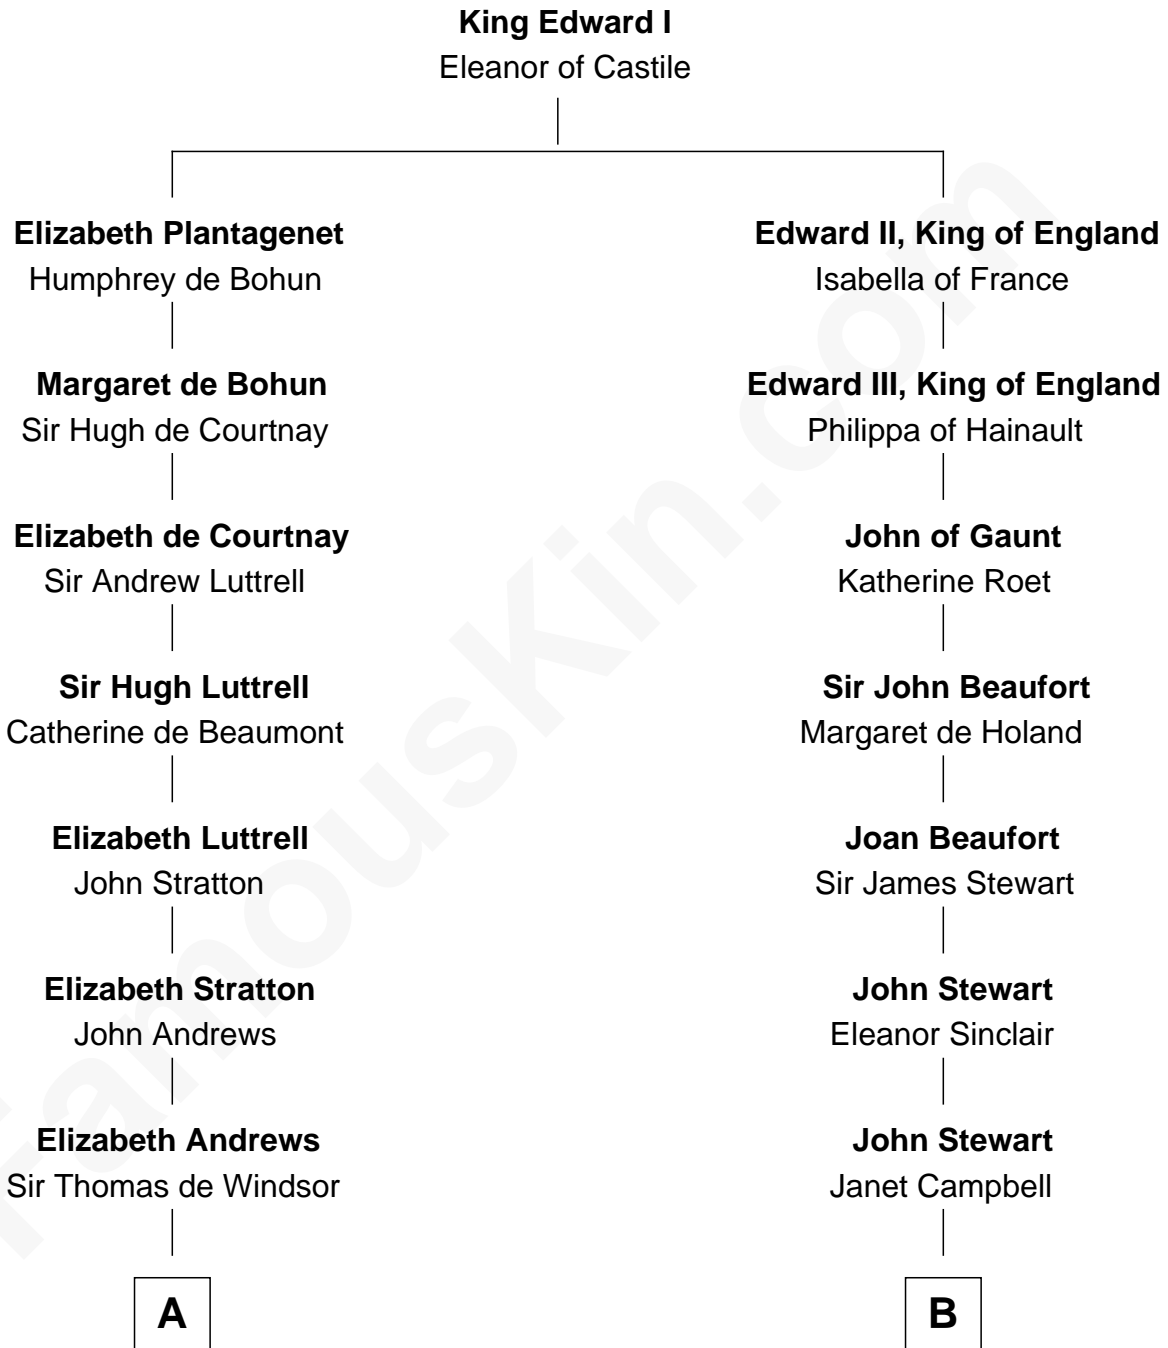 King Edward I
Eleanor of Castile
Elizabeth Plantagenet
Humphrey de Bohun
Margaret de Bohun
Sir Hugh de Courtnay
Elizabeth de Courtnay
Sir Andrew Luttrell
Sir Hugh Luttrell
Catherine de Beaumont
Elizabeth Luttrell
John Stratton
Elizabeth Stratton
John Andrews
Elizabeth Andrews
Sir Thomas de Windsor
A
Edward II, King of England
Isabella of France
Edward III, King of England
Philippa of Hainault
John of Gaunt
Katherine Roet
Sir John Beaufort
Margaret de Holand
Joan Beaufort
Sir James Stewart
John Stewart
Eleanor Sinclair
John Stewart
Janet Campbell
B
FamousKin.com